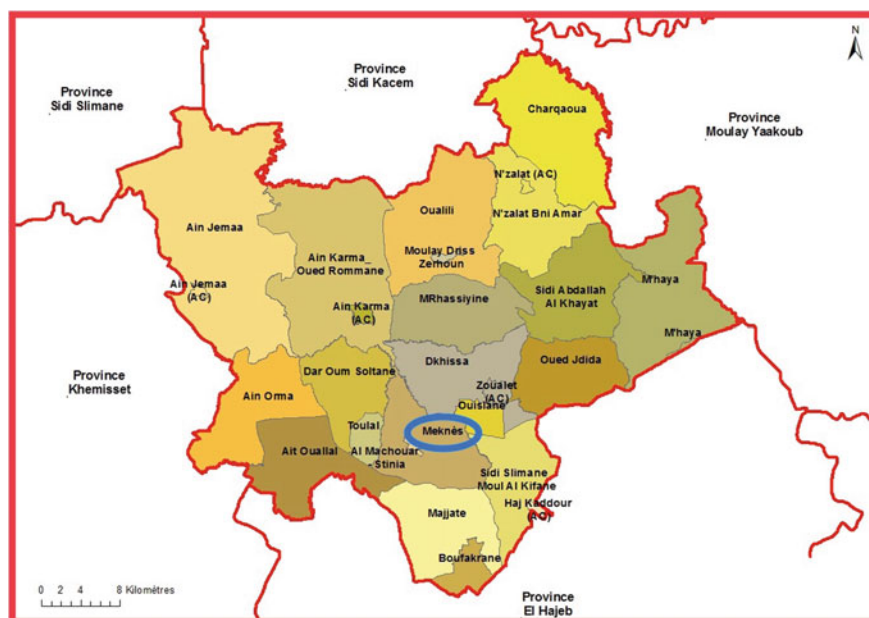 N
Province
Sidi Slimane
Province
Sidi Kacem
Province
Moulay Yaakoub
Charqaoua
N'zalat (AC)
N'zalat Bni Amar
Oualili
Moulay Driss
Zerhoun
Ain Jemaa
Ain Karma_
Oued Rommane
Ain Jemaa
(AC)
Ain Karma
(AC)
MRhassiyine
Sidi Abdallah
Al Khayat
M'haya
M'haya
Province
Khemisset
Dar Oum Soltane
Dkhissa
Oued Jdida
Zoualet
(AC)
Ain Orma
Ouislane
Toulal
Meknès
Ait Ouallal
Al Machouar
- Stinia
Sidi Slimane
Moul Al Kifane
Haj Kaddour
(AC)
Majjate
Boufakrane
0 2 4 8 Kilomètres
Province
El Hajeb